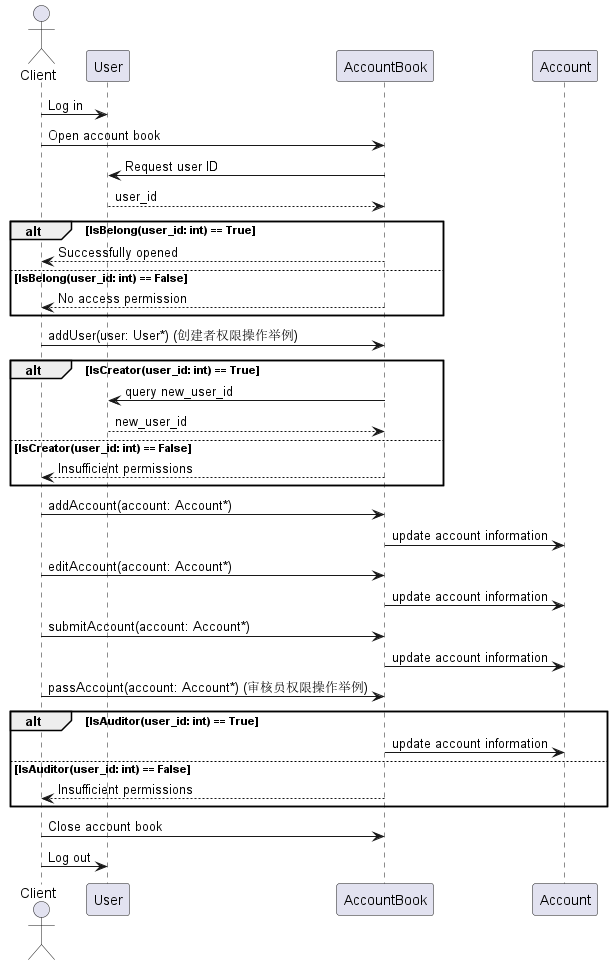 Client
User
AccountBook
Account
Log in
Open account book
Request user ID
user_id
alt
[IsBelong(user_id: int) == True]
Successfully opened
[IsBelong(user_id: int) == False]
No access permission
addUser(user: User*) (创建者权限操作举例)
alt
[IsCreator(user_id: int) == True]
query new_user_id
new_user_id
[IsCreator(user_id: int) == False]
Insufficient permissions
addAccount(account: Account*)
update account information
editAccount(account: Account*)
update account information
submitAccount(account: Account*)
update account information
passAccount(account: Account*) (审核员权限操作举例)
alt
[IsAuditor(user_id: int) == True]
update account information
[IsAuditor(user_id: int) == False]
Insufficient permissions
Close account book
Log out
Client
User
AccountBook
Account